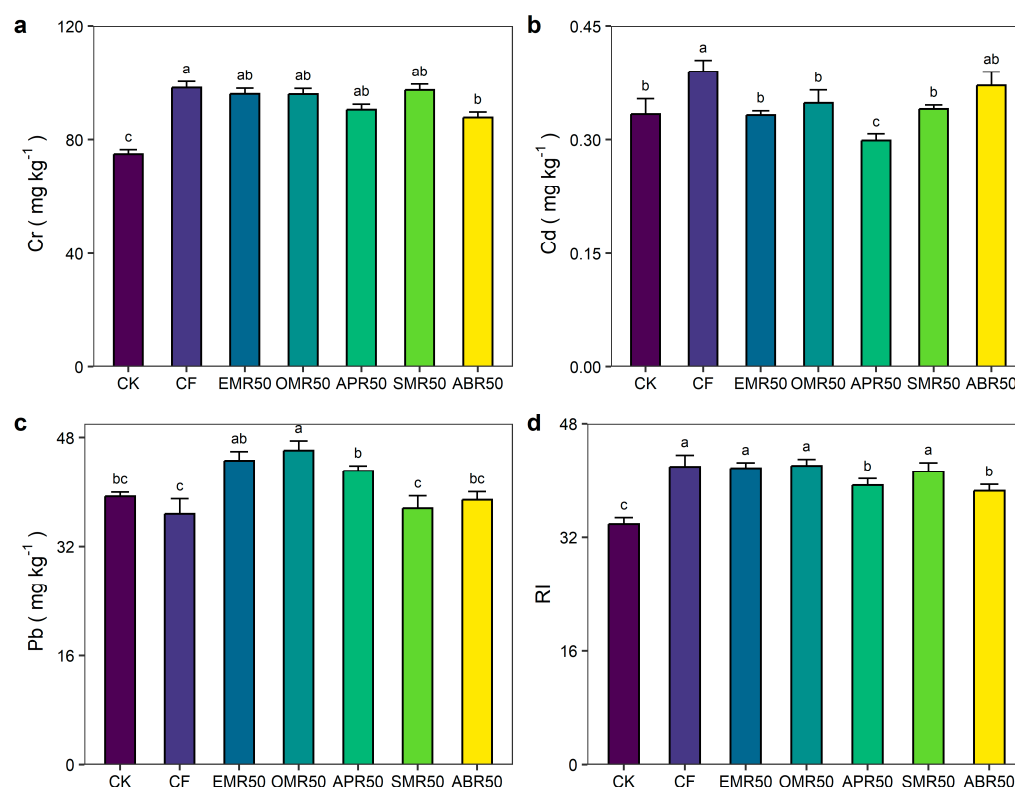 a
120
80
40
0
Cr ( mg kg-1 )
c
a
ab
ab
ab
ab
b
CK CF EMR50 OMR50 APR50 SMR50 ABR50
b
0.45
0.30
0.15
0.00
Cd ( mg kg-1 )
b
a
b
b
c
b
ab
CK CF EMR50 OMR50 APR50 SMR50 ABR50
c
48
32
16
0
Pb ( mg kg-1 )
bc
c
ab
a
b
c
bc
CK CF EMR50 OMR50 APR50 SMR50 ABR50
d
48
32
16
0
RI
c
a
a
a
b
a
b
CK CF EMR50 OMR50 APR50 SMR50 ABR50